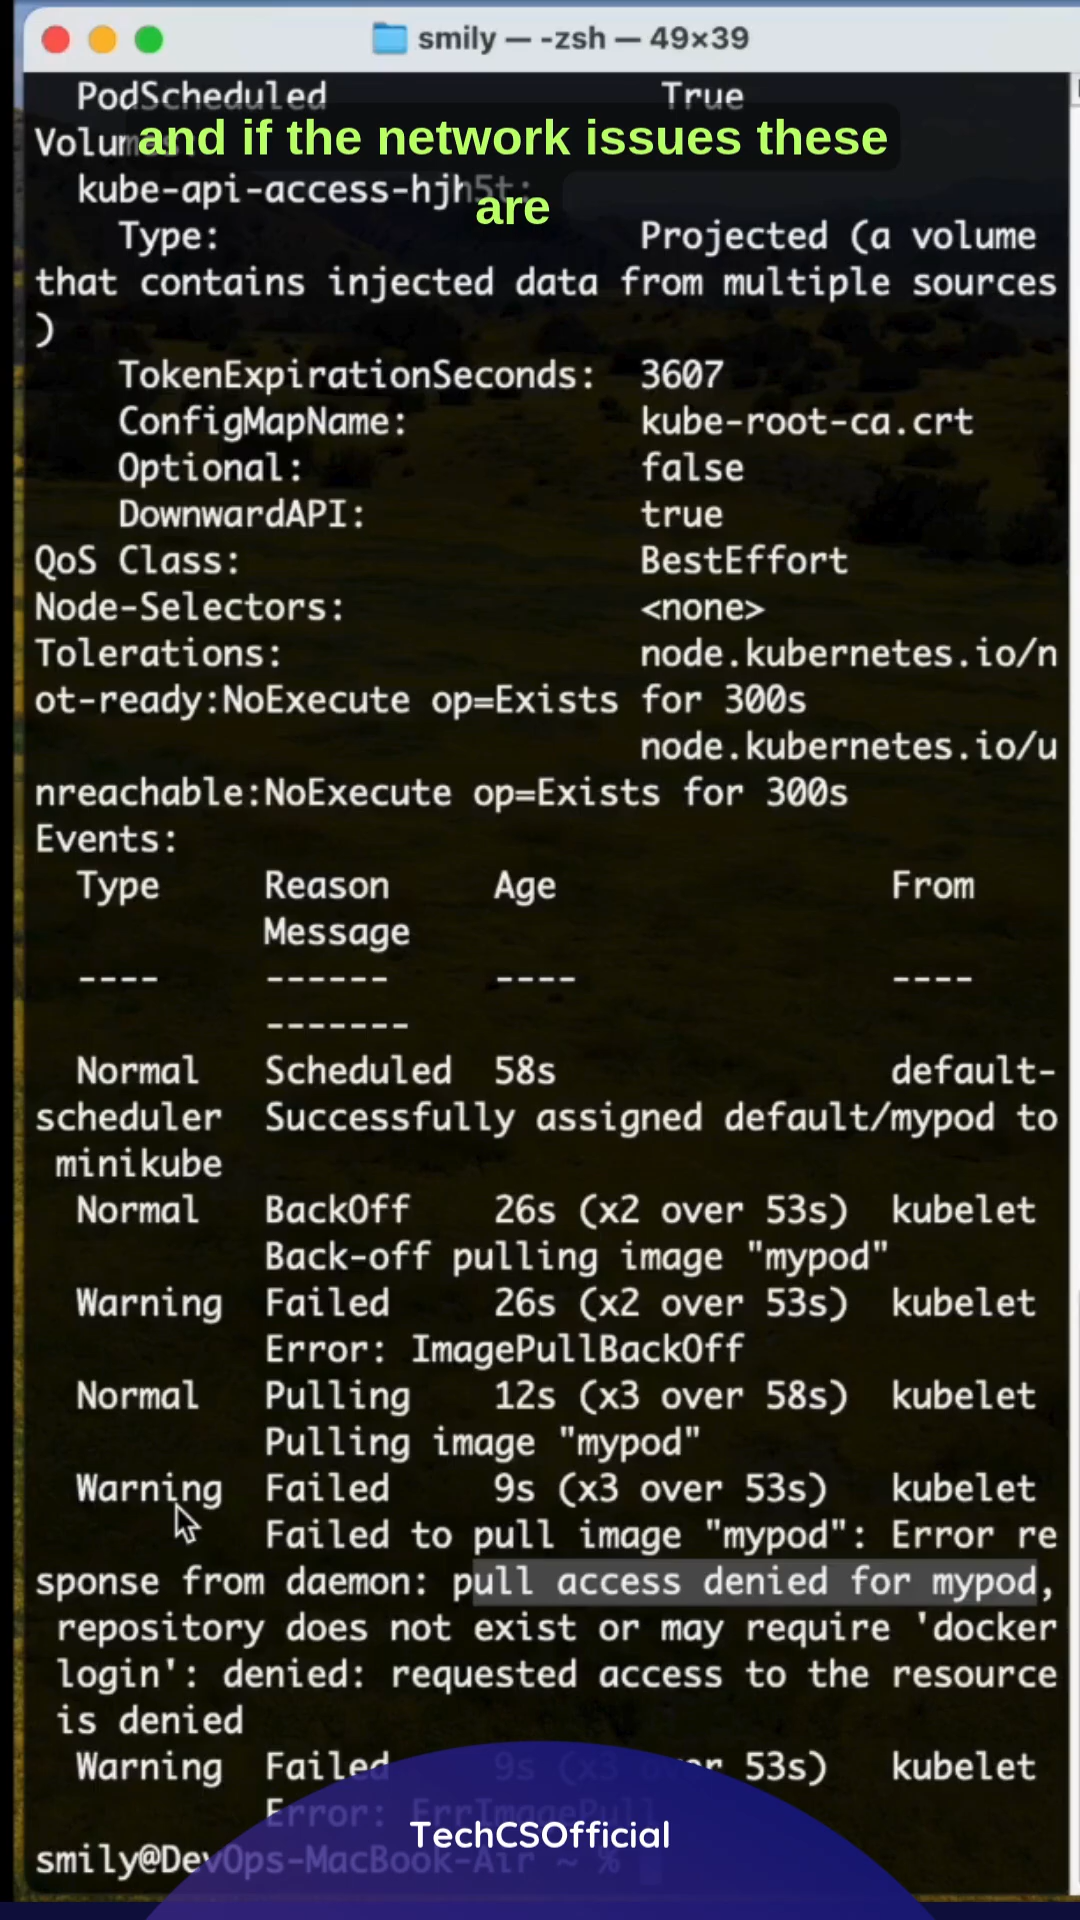 smily — -zsh — 49×39
PodScheduled True
and if the network issues these
are
kube-api-access-hjh5t:
Type: Projected (a volume
that contains injected data from multiple sources
)
TokenExpirationSeconds: 3607
ConfigMapName: kube-root-ca.crt
Optional: false
DownwardAPI: true
QoS Class: BestEffort
Node-Selectors: <none>
Tolerations: node.kubernetes.io/n
ot-ready:NoExecute op=Exists for 300s
node.kubernetes.io/u
nreachable:NoExecute op=Exists for 300s
Events:
Type Reason Age From
Message
---- ------ ---- ----
-------
Normal Scheduled 58s default-
scheduler Successfully assigned default/mypod to
minikube
Normal BackOff 26s (x2 over 53s) kubelet
Back-off pulling image "mypod"
Warning Failed 26s (x2 over 53s) kubelet
Error: ImagePullBackOff
Normal Pulling 12s (x3 over 58s) kubelet
Pulling image "mypod"
Warning Failed 9s (x3 over 53s) kubelet
Failed to pull image "mypod": Error re
sponse from daemon: pull access denied for mypod,
repository does not exist or may require 'docker
login': denied: requested access to the resource
is denied
Warning Failed 9s (x3 over 53s) kubelet
Error: ErrImagePull
TechCSOfficial
smily@DevOps-MacBook-Air ~ %